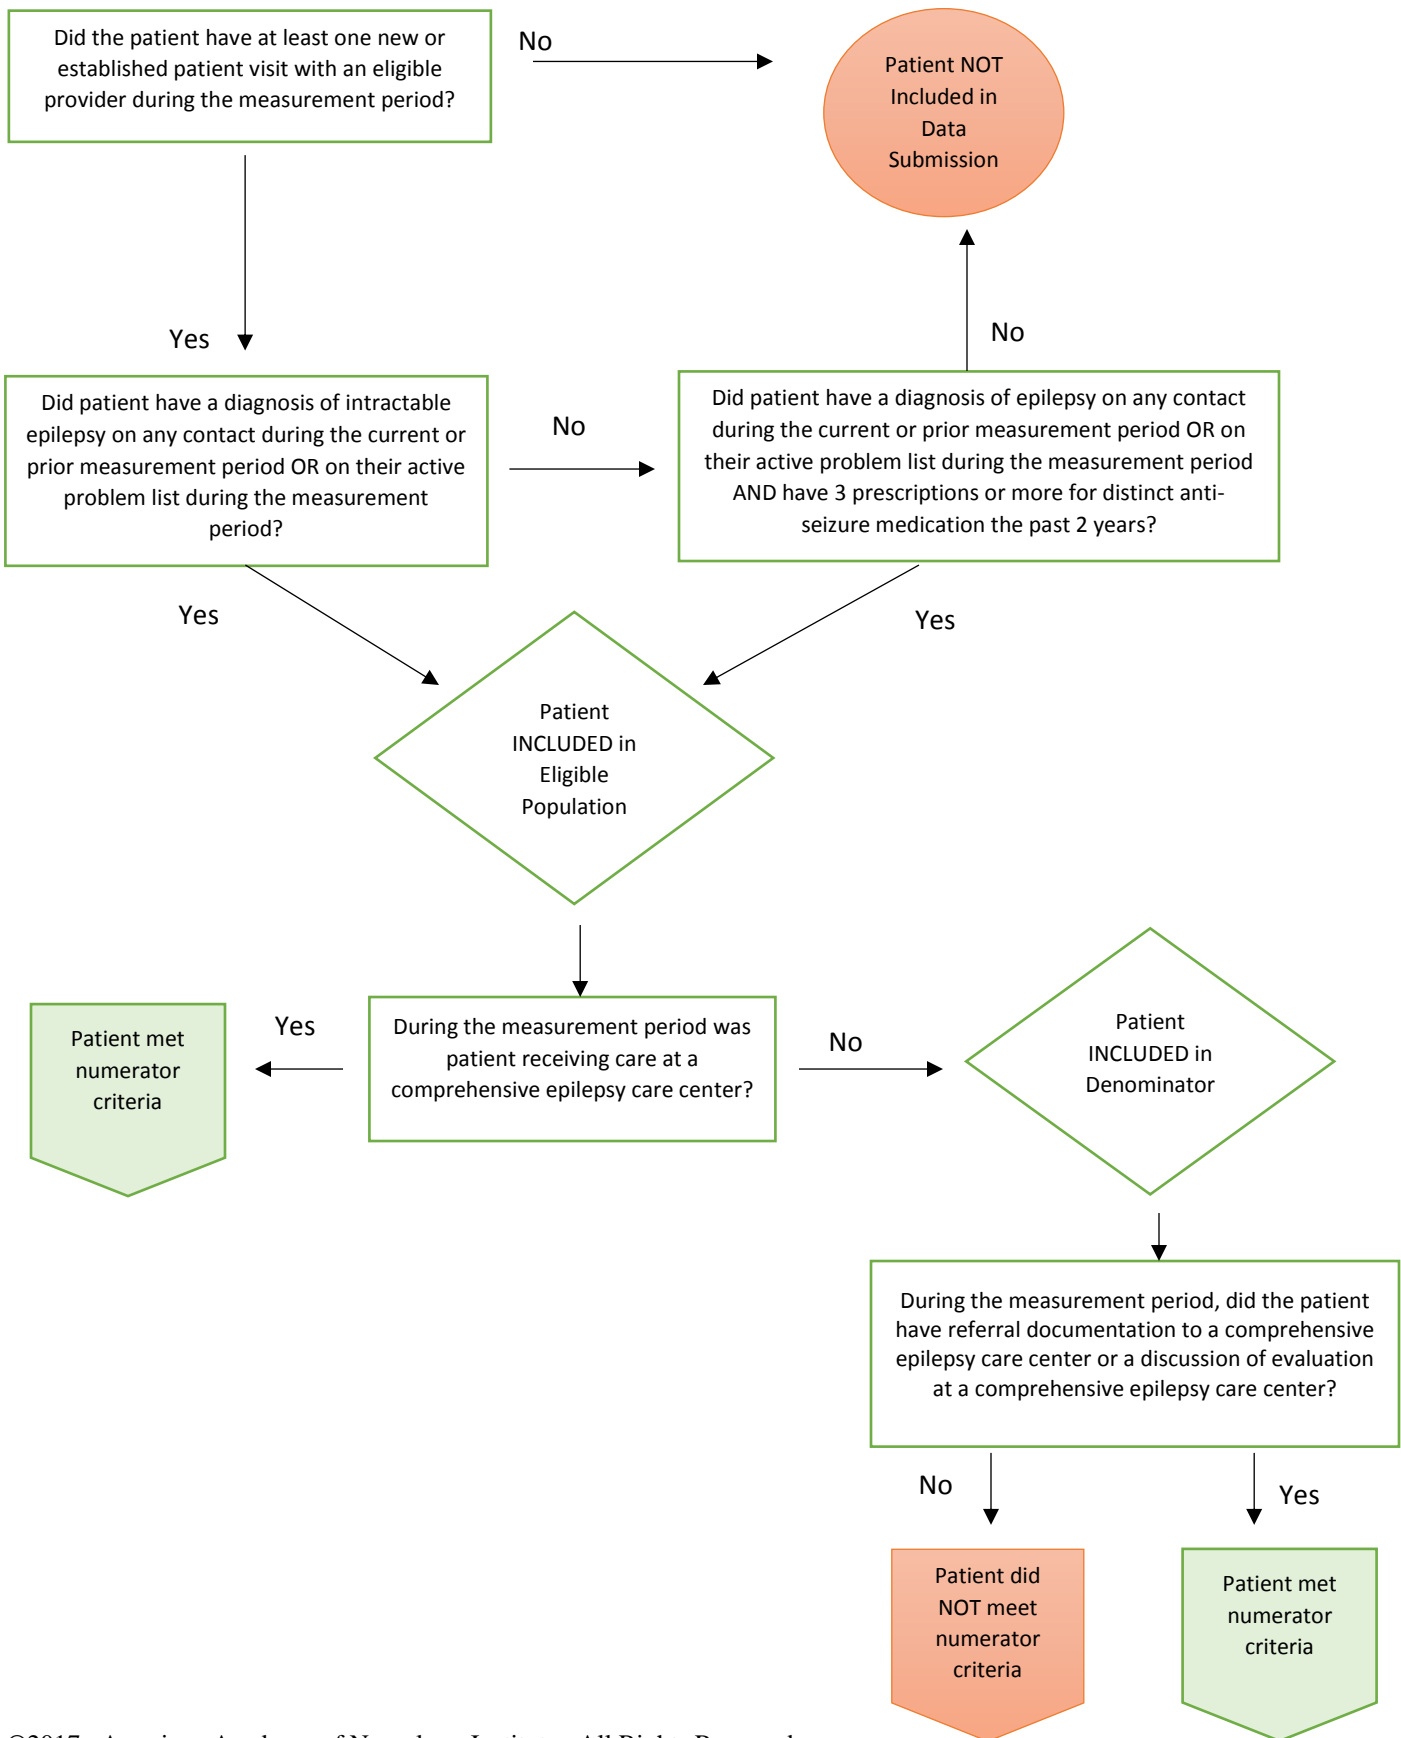 Did the patient have at least one new or
established patient visit with an eligible
provider during the measurement period?
No
Patient NOT
Included in
Data
Submission
Yes
No
Did patient have a diagnosis of intractable
epilepsy on any contact during the current or
prior measurement period OR on their active
problem list during the measurement
period?
No
Did patient have a diagnosis of epilepsy on any contact
during the current or prior measurement period OR on
their active problem list during the measurement period
AND have 3 prescriptions or more for distinct anti-
seizure medication the past 2 years?
Yes
Yes
Patient
INCLUDED in
Eligible
Population
Patient met
numerator
criteria
Yes
During the measurement period was
patient receiving care at a
comprehensive epilepsy care center?
No
Patient
INCLUDED in
Denominator
During the measurement period, did the patient
have referral documentation to a comprehensive
epilepsy care center or a discussion of evaluation
at a comprehensive epilepsy care center?
No
Yes
Patient did
NOT meet
numerator
criteria
Patient met
numerator
criteria